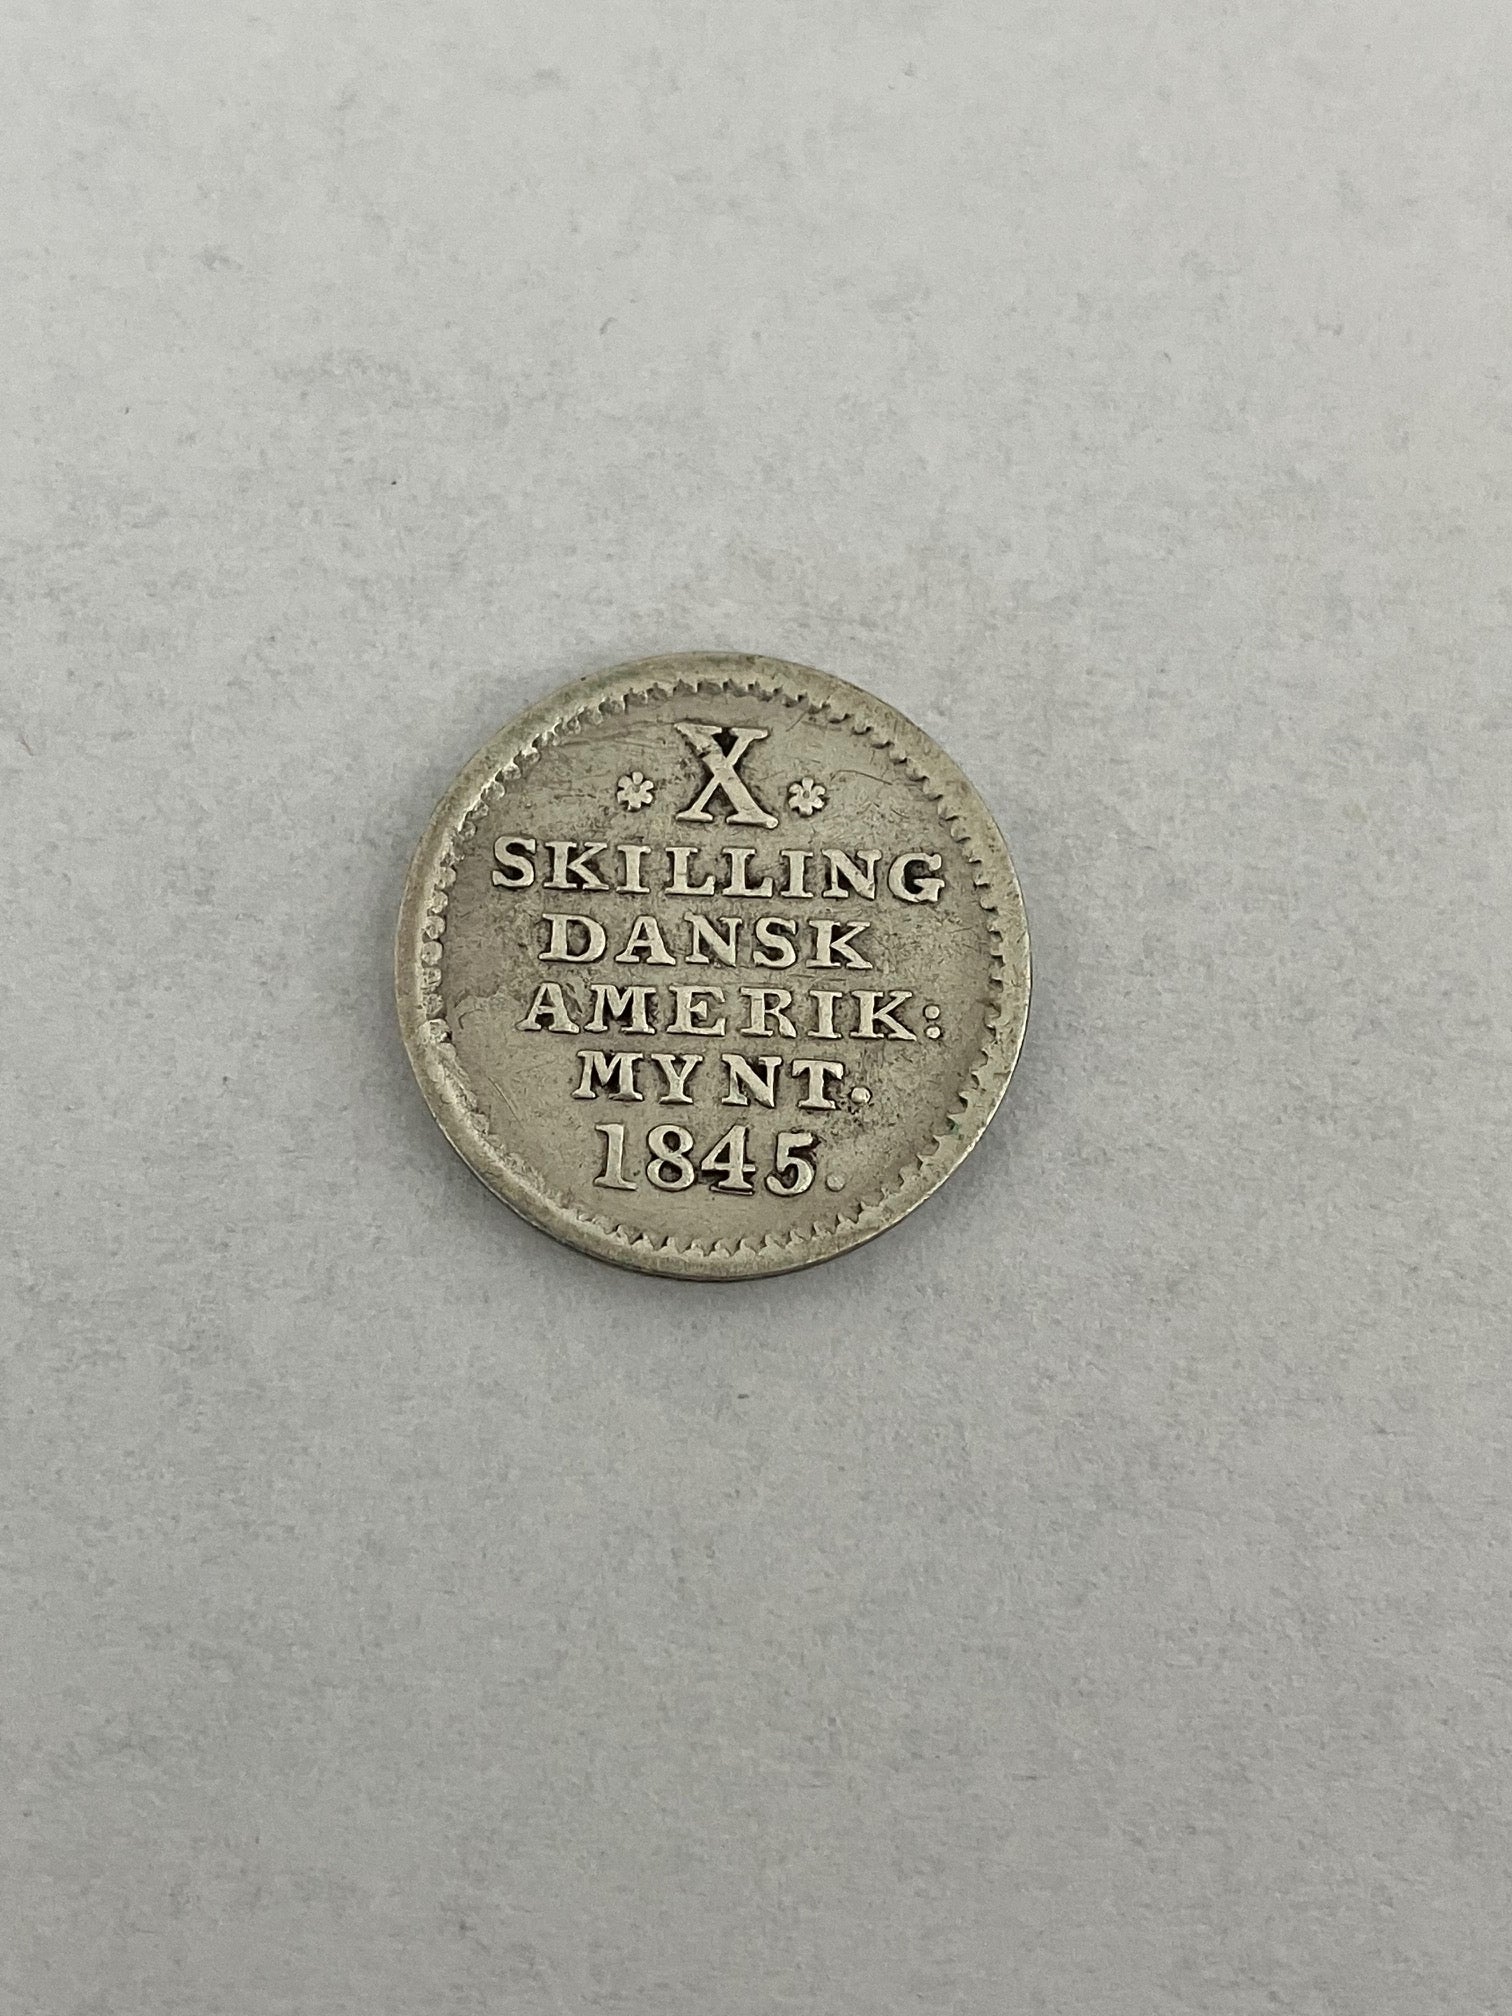 X
SKILLING
DANSK
AMERIK:
MYNT.
1845.